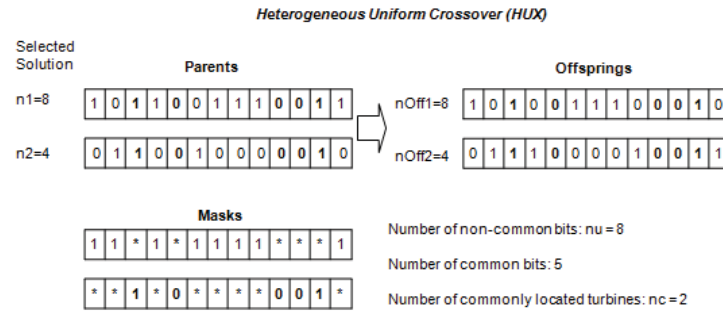 Heterogeneous Uniform Crossover (HUX)
Selected
Solution
Parents
Offsprings
n1=8 1 0 1 1 0 0 1 1 1 0 0 1 1 nOff1=8 1 0 1 0 0 1 1 1 0 0 0 1 0
n2=4 0 1 1 0 0 1 0 0 0 0 0 1 0 nOff2=4 0 1 1 1 0 0 0 0 1 0 0 1 1
Masks
1 1 * 1 * 1 1 1 1 * * * 1
* * 1 * 0 * * * * 0 0 1 *
Number of non-common bits: nu = 8
Number of common bits: 5
Number of commonly located turbines: nc = 2